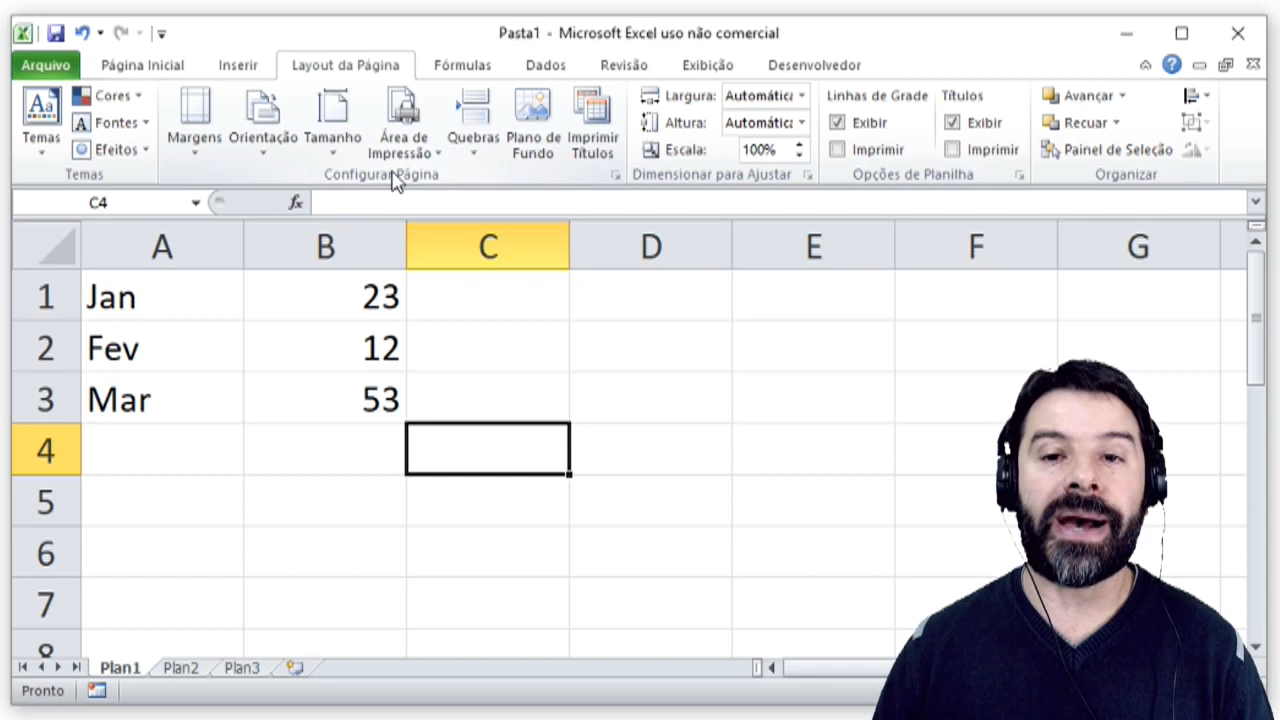 Pasta1 - Microsoft Excel uso não comercial
Arquivo Página Inicial Inserir Layout da Página Fórmulas Dados Revisão Exibição Desenvolvedor
Cores Largura: Automática Linhas de Grade Títulos Avançar
Fontes Altura: Automática Exibir Exibir Recuar
Temas Margens Orientação Tamanho Área de Impressão Quebras Plano de Fundo Imprimir Títulos
Efeitos Escala: 100% Imprimir Imprimir Painel de Seleção
Temas Configurar Página Dimensionar para Ajustar Opções de Planilha Organizar
C4 fx
A B C D E F G
1 Jan 23
2 Fev 12
3 Mar 53
4
5
6
7
8
Plan1 Plan2 Plan3
Pronto